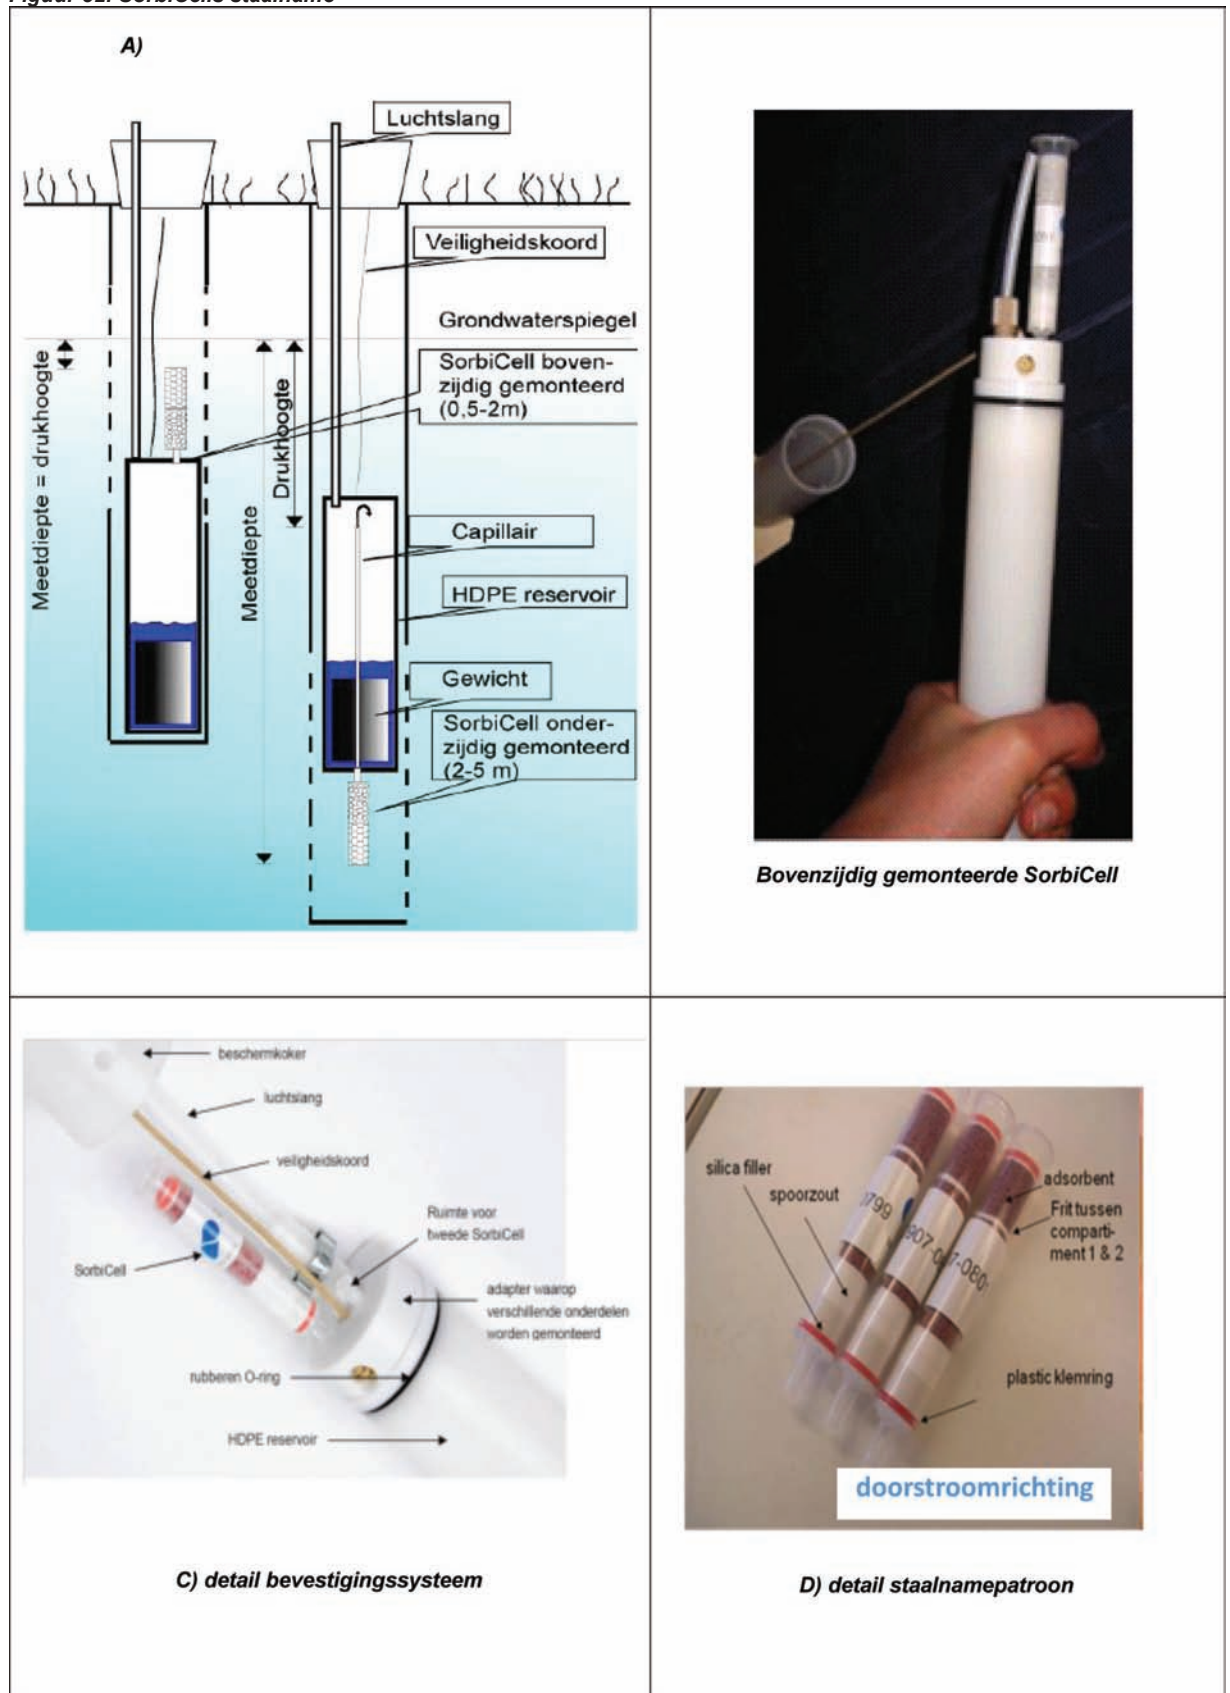 A)
Luchtslang
Veiligheidskoord
Grondwaterspiegel
SorbiCell boven-
zijdig gemonteerd
(0,5-2m)
Meetdiepte = drukhoogte
Drukhoogte
Meetdiepte
Capillair
HDPE reservoir
Gewicht
SorbiCell onder-
zijdig gemonteerd
(2-5 m)
Bovenzijdig gemonteerde SorbiCell
beschermkoker
luchtslang
veiligheidskoord
Ruimte voor
tweede SorbiCell
SorbiCell
adapter waarop
verschillende onderdelen
worden gemonteerd
rubberen O-ring
HDPE reservoir
C) detail bevestigingssysteem
silica filler
spoorzout
adsorbent
Frit tussen
comparti-
ment 1 & 2
plastic klemring
doorstroomrichting
D) detail staalnamepatroon